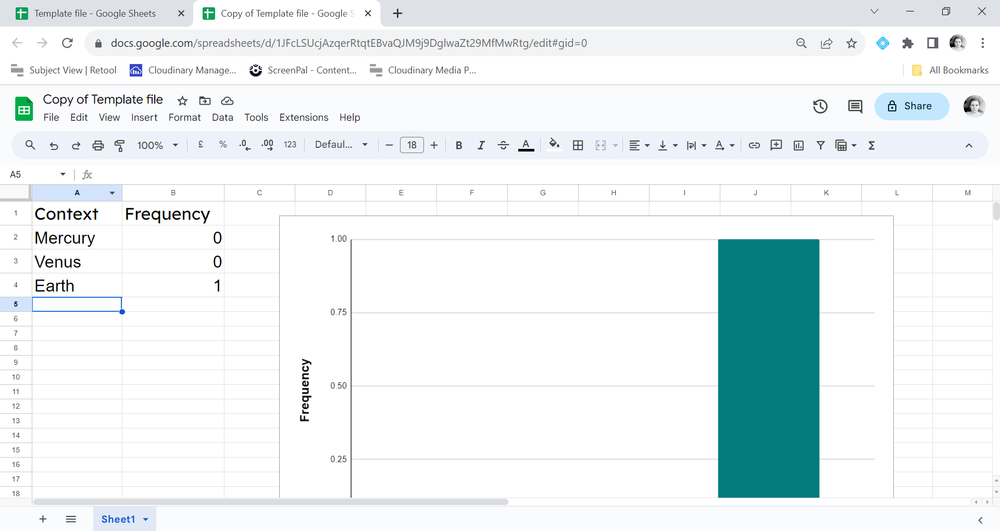 Template file - Google Sheets
Copy of Template file - Google S
docs.google.com/spreadsheets/d/1JFcLSUcjAzqerRtqtEBvaQJM9j9DglwaZt29MfMwRtg/edit#gid=0
Subject View | Retool
Cloudinary Manage...
ScreenPal - Content...
Cloudinary Media P...
All Bookmarks
Copy of Template file
File Edit View Insert Format Data Tools Extensions Help
Share
100% £ % .0 .00 123 Defaul... 18 B I S A
A5 fx
A B C D E F G H I J K L M
1 Context Frequency
2 Mercury 0
3 Venus 0
4 Earth 1
5
6
7
8
9
10
11
12
13
14
15
16
17
18
1.00
0.75
0.50
0.25
Frequency
Sheet1